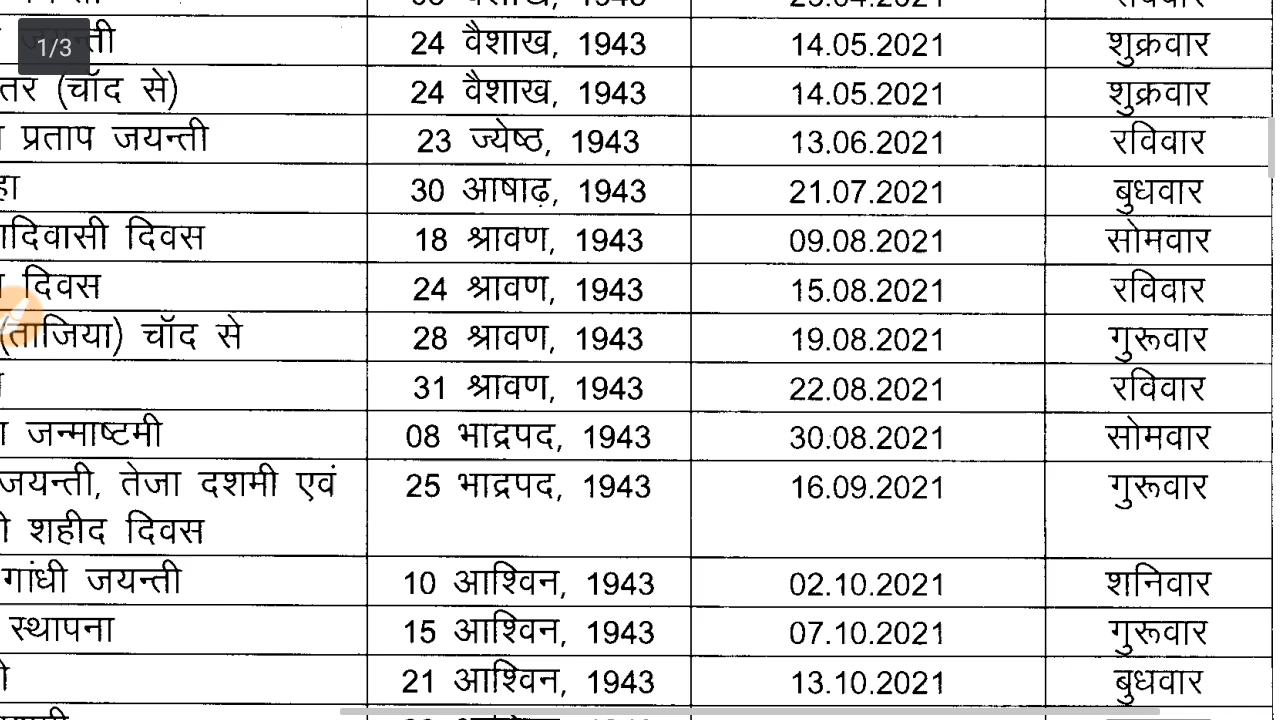 1943
ती 24 वैशाख, 1943 14.05.2021 शुक्रवार
1/3
तर (चॉद से) 24 वैशाख, 1943 14.05.2021 शुक्रवार
प्रताप जयन्ती 23 ज्येष्ठ, 1943 13.06.2021 रविवार
हा 30 आषाढ़, 1943 21.07.2021 बुधवार
ादिवासी दिवस 18 श्रावण, 1943 09.08.2021 सोमवार
दिवस 24 श्रावण, 1943 15.08.2021 रविवार
(ताजिया) चॉद से 28 श्रावण, 1943 19.08.2021 गुरूवार
31 श्रावण, 1943 22.08.2021 रविवार
जन्माष्टमी 08 भाद्रपद, 1943 30.08.2021 सोमवार
जयन्ती, तेजा दशमी एवं 25 भाद्रपद, 1943 16.09.2021 गुरूवार
शहीद दिवस
गांधी जयन्ती 10 आश्विन, 1943 02.10.2021 शनिवार
स्थापना 15 आश्विन, 1943 07.10.2021 गुरूवार
21 आश्विन, 1943 13.10.2021 बुधवार